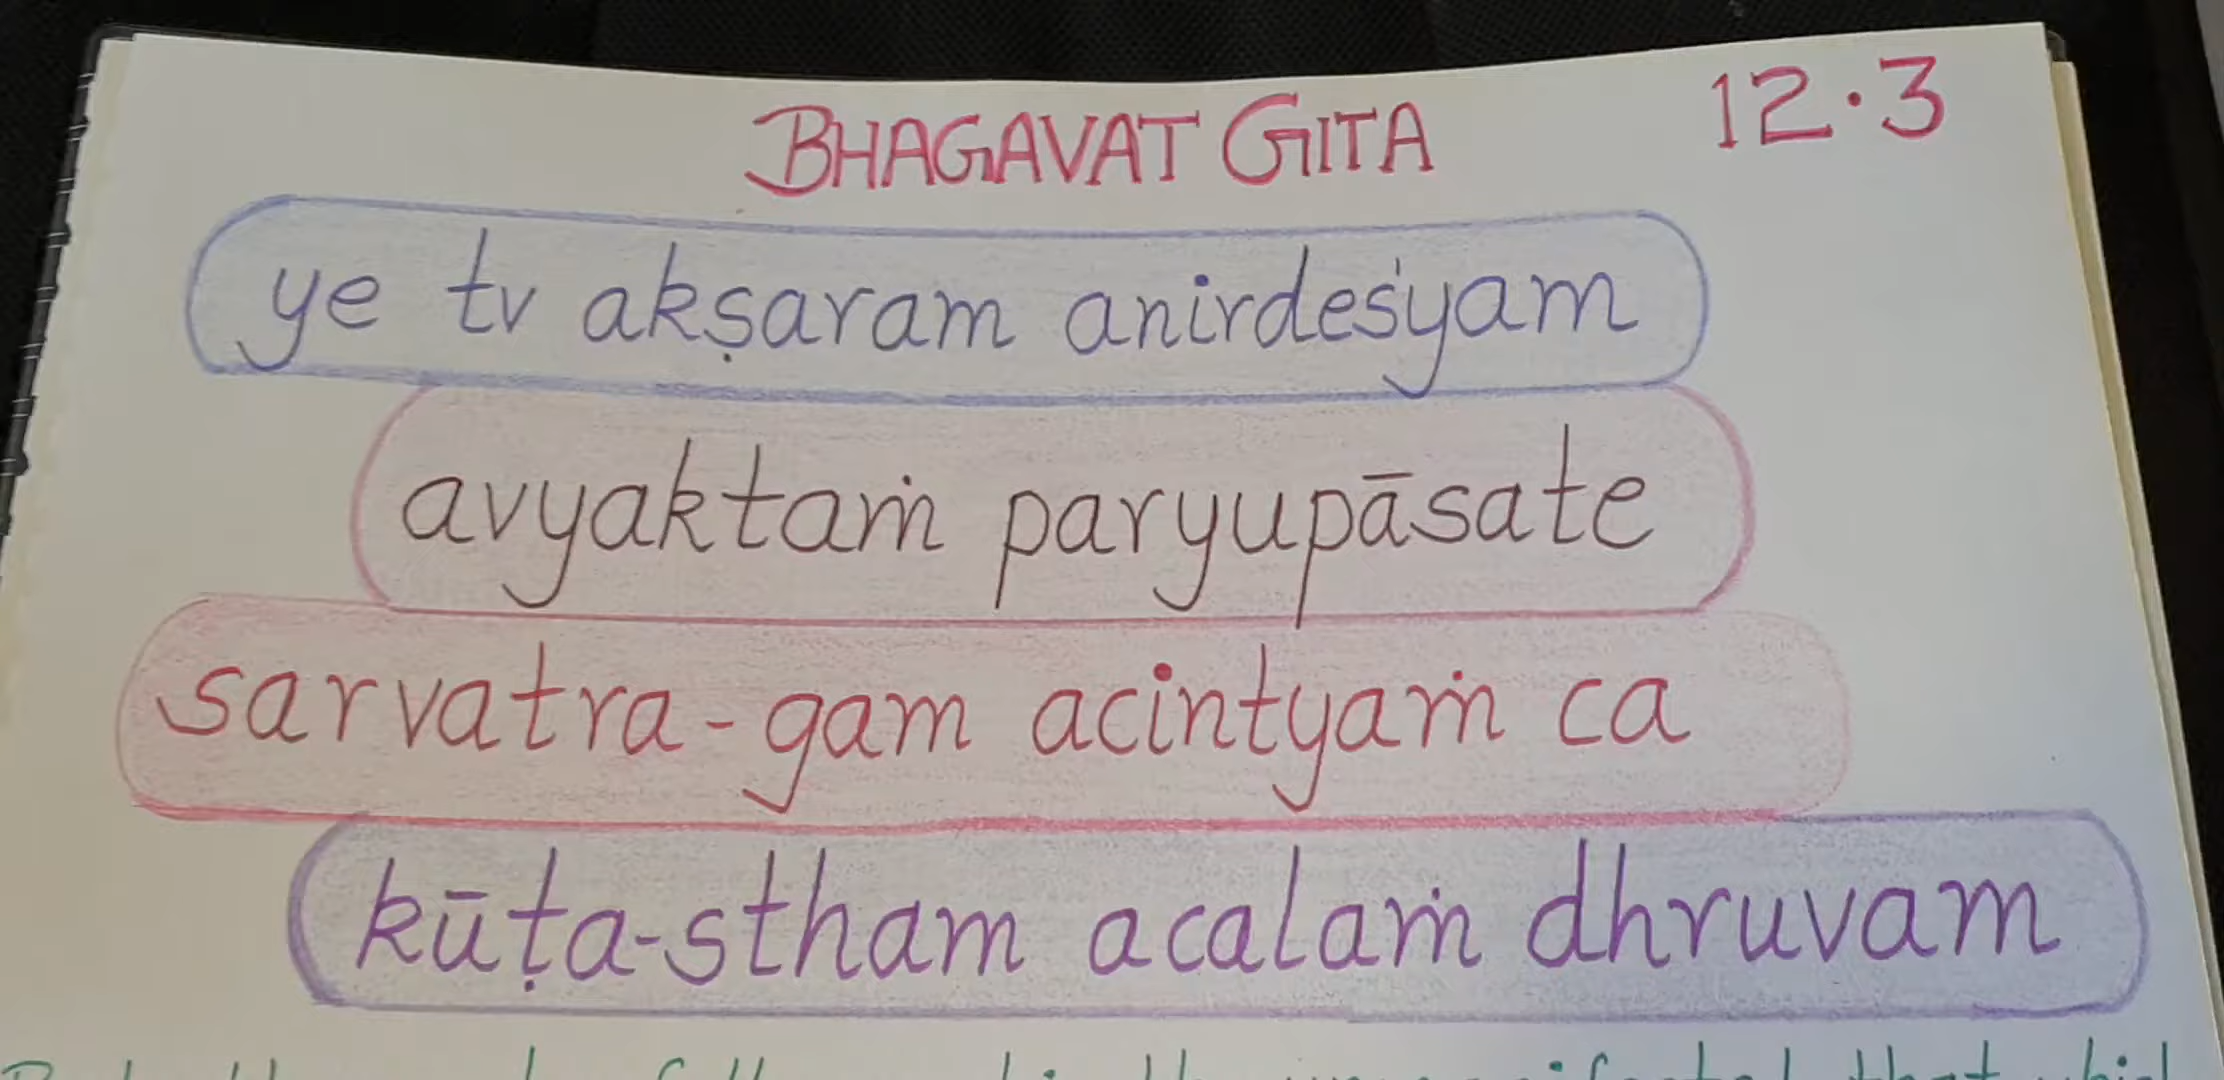 BHAGAVAT GITA 12.3
ye tv akṣaram anirdeśyam
avyaktaṁ paryupāsate
sarvatra-gam acintyaṁ ca
kūṭa-stham acalaṁ dhruvam